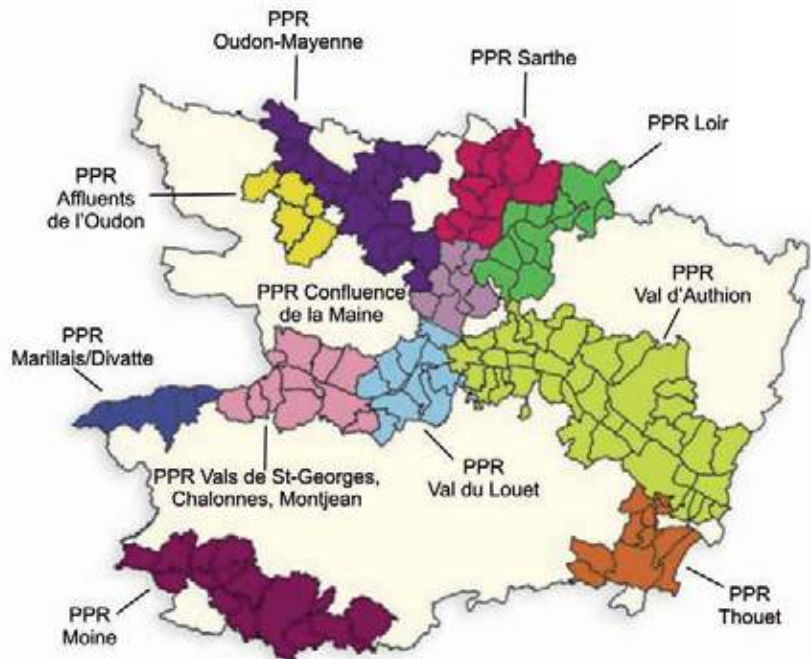 PPR
Oudon-Mayenne
PPR Sarthe
PPR Loir
PPR
Affluents
de l'Oudon
PPR
Val d'Authion
PPR Confluence
de la Maine
PPR
Marillais/Divatte
PPR Vals de St-Georges,
Chalonnes, Montjean
PPR
Val du Louet
PPR
Moine
PPR
Thouet